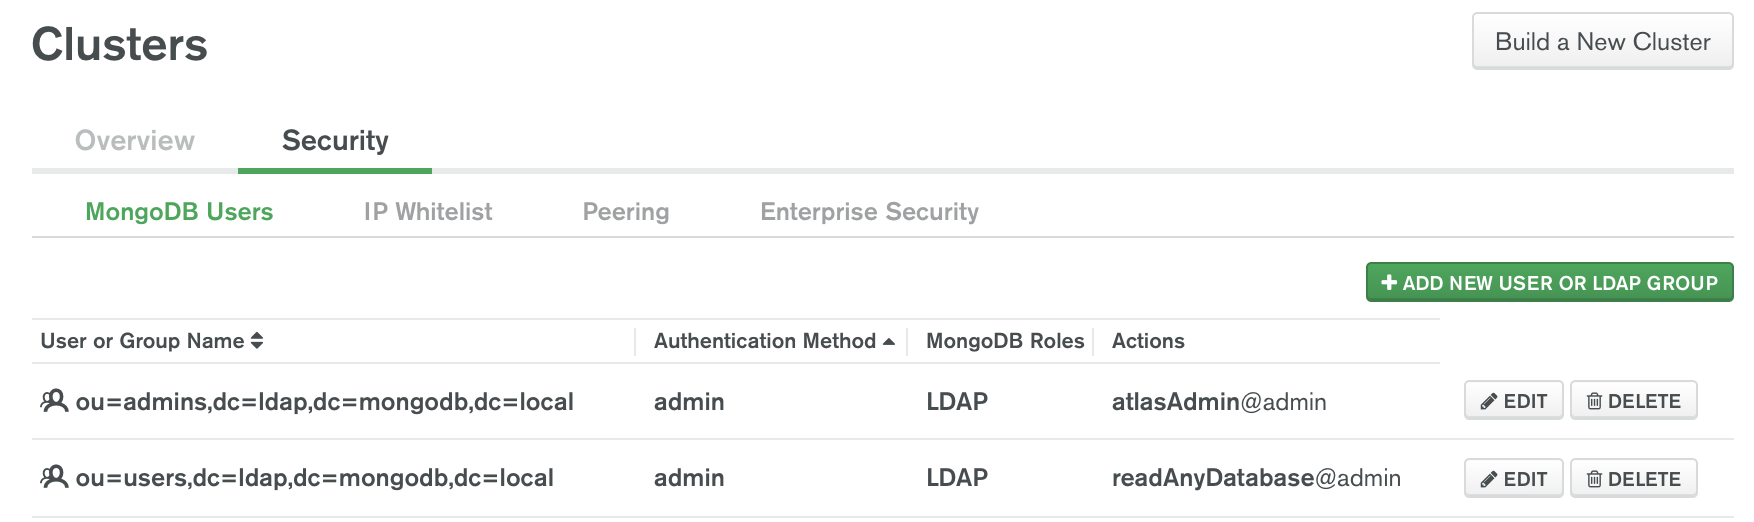 Clusters
Build a New Cluster
Overview Security
MongoDB Users IP Whitelist Peering Enterprise Security
ADD NEW USER OR LDAP GROUP
User or Group Name Authentication Method MongoDB Roles Actions
ou=admins,dc=ldap,dc=mongodb,dc=local admin LDAP atlasAdmin@admin EDIT DELETE
ou=users,dc=ldap,dc=mongodb,dc=local admin LDAP readAnyDatabase@admin EDIT DELETE